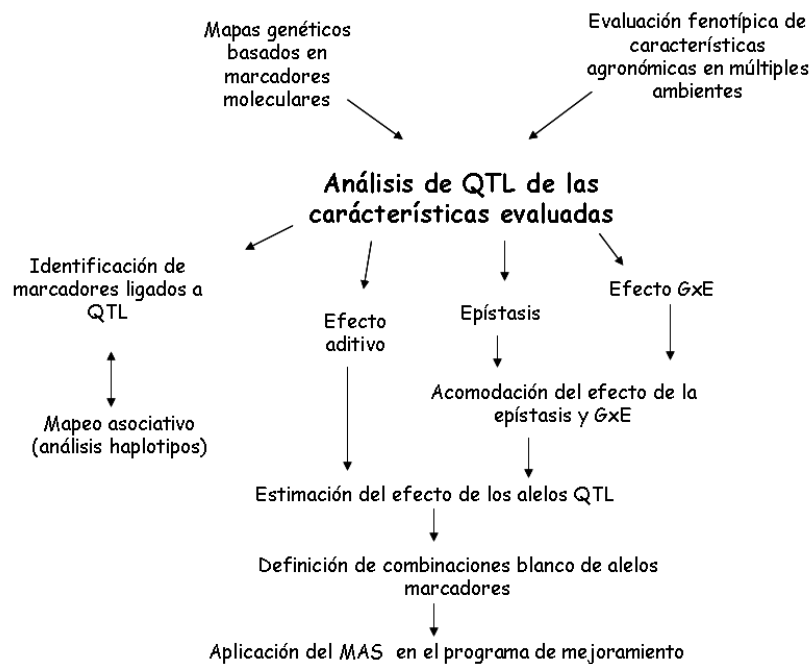 Mapas genéticos
basados en
marcadores
moleculares
Evaluación fenotípica de
características
agronómicas en múltiples
ambientes
Análisis de QTL de las
carácterísticas evaluadas
Identificación de
marcadores ligados a
QTL
Efecto
aditivo
Epístasis
Efecto GxE
Mapeo asociativo
(análisis haplotipos)
Acomodación del efecto de la
epístasis y GxE
Estimación del efecto de los alelos QTL
Definición de combinaciones blanco de alelos
marcadores
Aplicación del MAS en el programa de mejoramiento